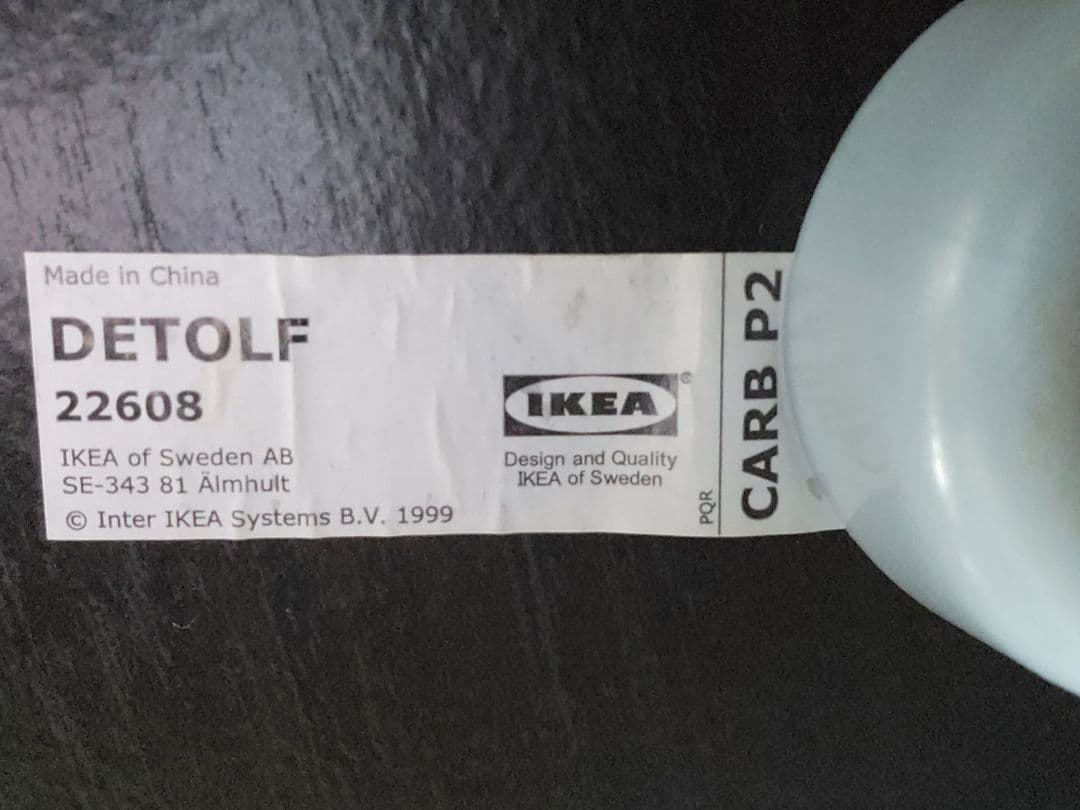 Made in China
DETOLF
22608
IKEA of Sweden AB
SE-343 81 Älmhult
© Inter IKEA Systems B.V. 1999
IKEA®
Design and Quality
IKEA of Sweden
PQR
CARB P2